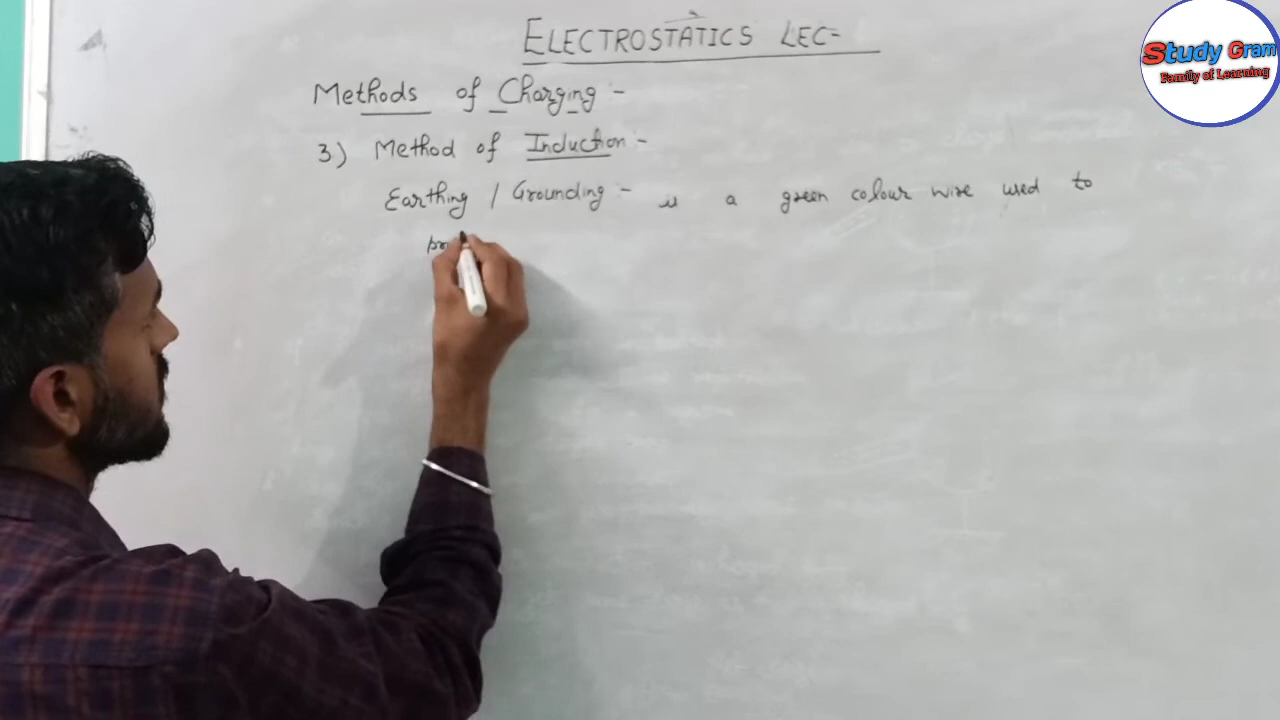 ELECTROSTATICS LEC-
Study Gram
Family of Learning
Methods of Charging :-
3) Method of Induction :-
Earthing / Grounding :- is a green colour wire used to